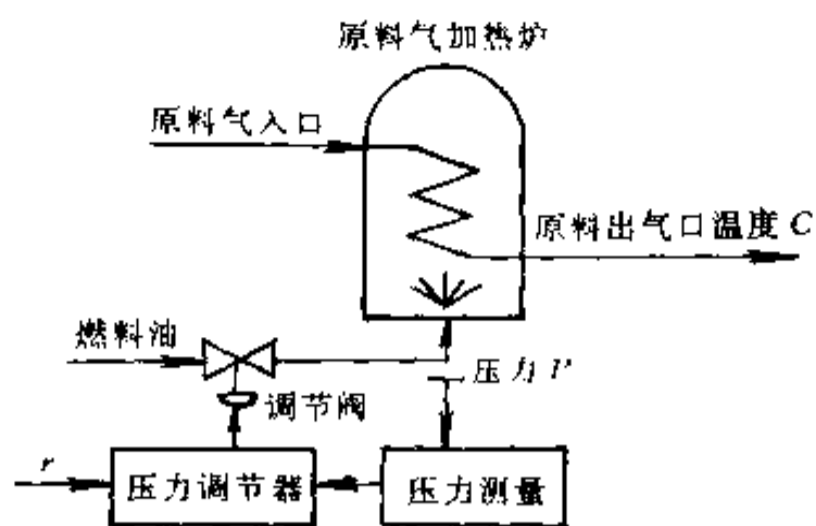 原料气加热炉
原料气入口
原料出气口温度 C
燃料油
压力 P
调节阀
r
压力调节器
压力测量